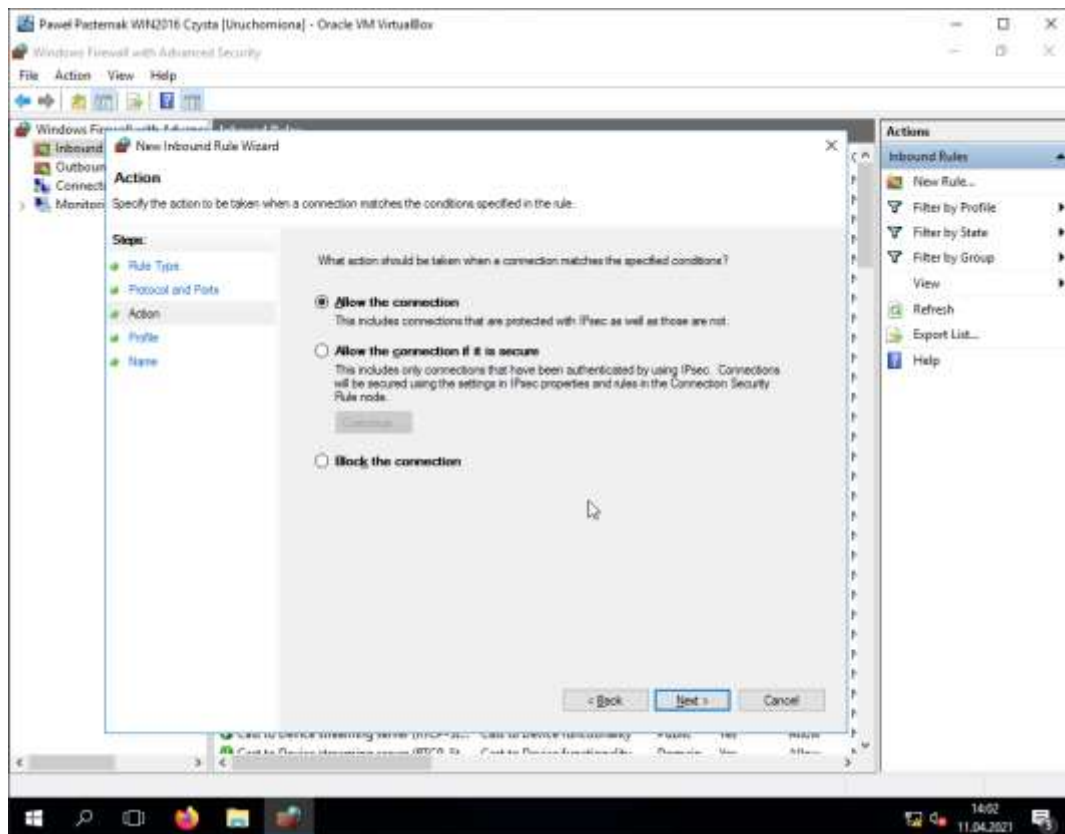 Pawel Pasternak WIN2016 Czysta [Uruchomiona] - Oracle VM VirtualBox
Windows Firewall with Advanced Security
File Action View Help
Windows
Inbound
New Inbound Rule Wizard
Action
Specify the action to be taken when a connection matches the conditions specified in the rule.
Steps:
Rule Type
Protocol and Ports
Action
Profile
Name
What action should be taken when a connection matches the specified conditions?
Allow the connection
This includes connections that are protected with IPsec as well as those are not.
Allow the connection if it is secure
This includes only connections that have been authenticated by using IPsec. Connections
will be secured using the settings in IPsec properties and rules in the Connection Security
Rule node.
Customize...
Block the connection
< Back Next > Cancel
Actions
Inbound Rules
New Rule...
Filter by Profile
Filter by State
Filter by Group
View
Refresh
Export List...
Help
14:02
11.04.2021